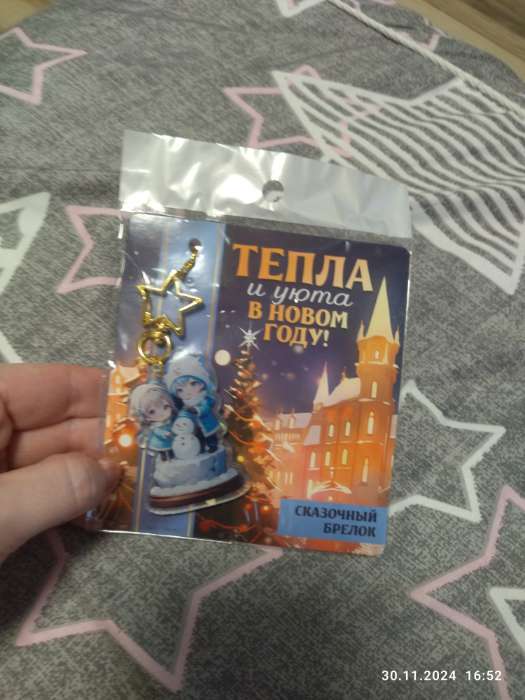 ТЕПЛА
и уюта
В НОВОМ
ГОДУ!
СКАЗОЧНЫЙ
БРЕЛОК
30.11.2024 16:52